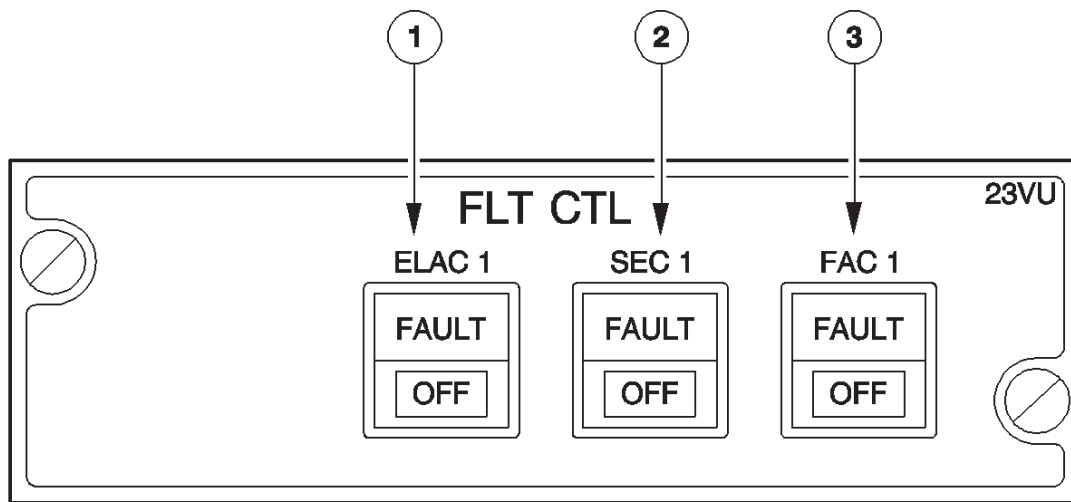 1 2 3
FLT CTL 23VU
ELAC 1 SEC 1 FAC 1
FAULT FAULT FAULT
OFF OFF OFF